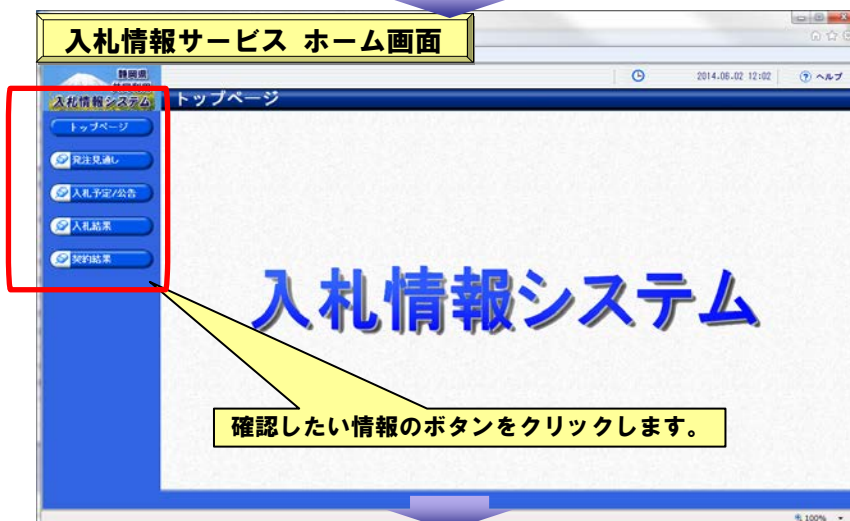 入札情報サービス ホーム画面
静岡県
2014.06.02 12:02
ヘルプ
入札情報システム
トップページ
トップページ
発注見通し
入札予定/公告
入札結果
契約結果
入札情報システム
確認したい情報のボタンをクリックします。
100%